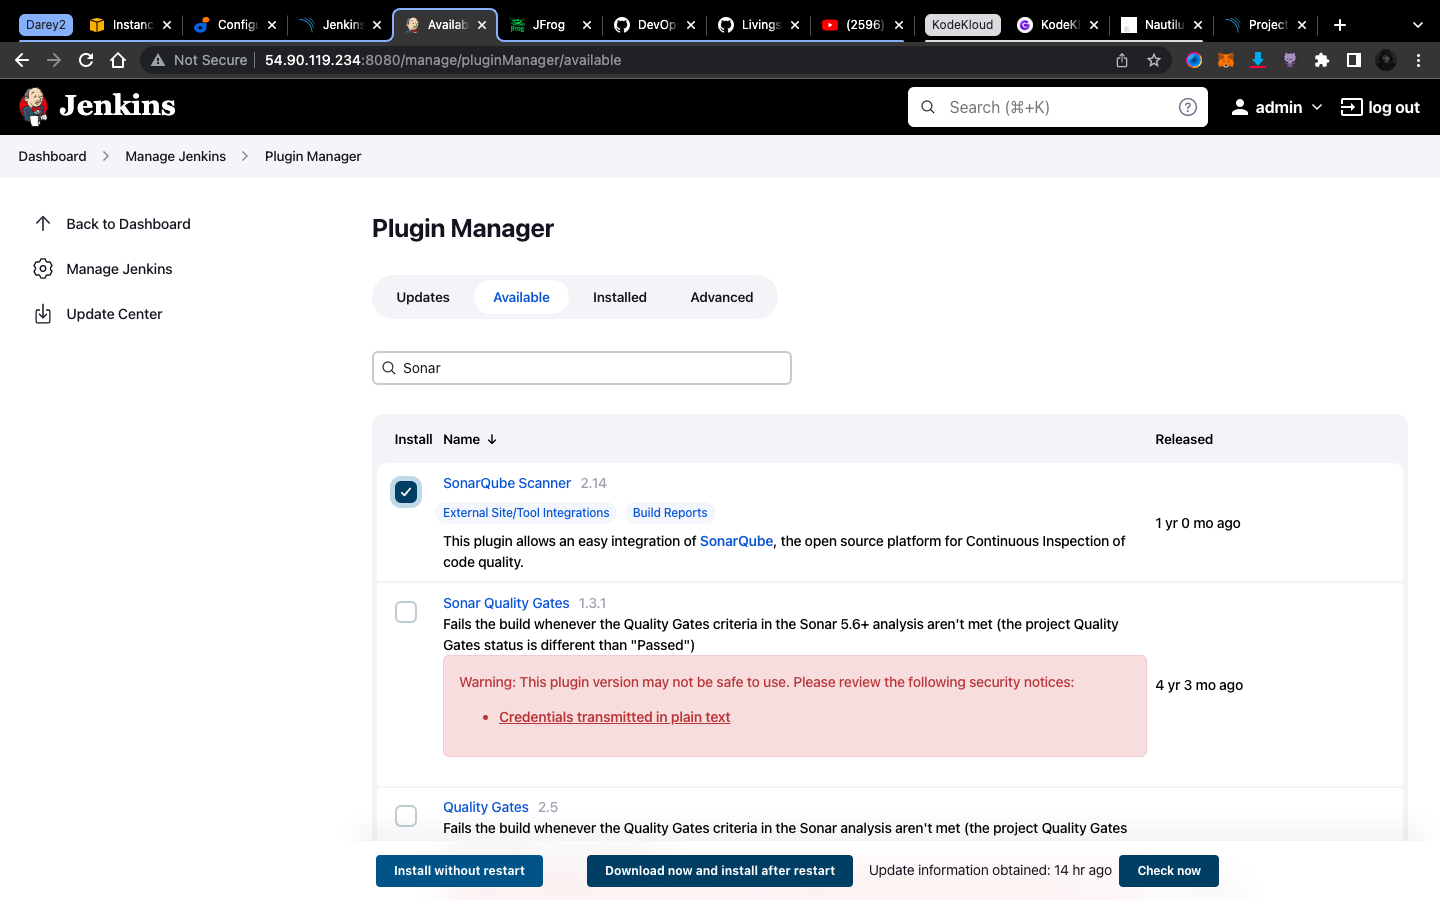 Darey2 Instanc Config Jenkins Availab JFrog DevOp Livings (2596) KodeKloud KodeKl Nautilu Project
Not Secure 54.90.119.234:8080/manage/pluginManager/available
Jenkins Search (⌘+K) admin log out
Dashboard Manage Jenkins Plugin Manager
Back to Dashboard
Manage Jenkins
Update Center
Plugin Manager
Updates Available Installed Advanced
Sonar
Install Name ↓ Released
SonarQube Scanner 2.14
External Site/Tool Integrations Build Reports
This plugin allows an easy integration of SonarQube, the open source platform for Continuous Inspection of
code quality.
1 yr 0 mo ago
Sonar Quality Gates 1.3.1
Fails the build whenever the Quality Gates criteria in the Sonar 5.6+ analysis aren't met (the project Quality
Gates status is different than "Passed")
Warning: This plugin version may not be safe to use. Please review the following security notices:
• Credentials transmitted in plain text
4 yr 3 mo ago
Quality Gates 2.5
Fails the build whenever the Quality Gates criteria in the Sonar analysis aren't met (the project Quality Gates
Install without restart Download now and install after restart Update information obtained: 14 hr ago Check now